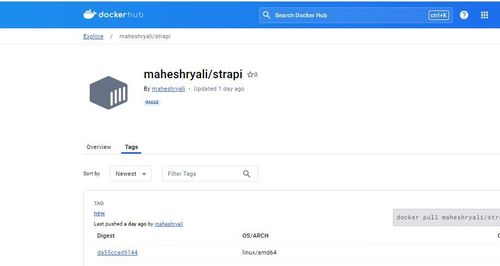 dockerhub
Search Docker Hub
ctrl+K
Explore / maheshryali/strapi
maheshryali/strapi ☆0
By maheshryali • Updated 1 day ago
IMAGE
Overview Tags
Sort by Newest Filter Tags
TAG
new
Last pushed a day ago by maheshryali
docker pull maheshryali/stra
Digest OS/ARCH
da55ccad9144 linux/amd64